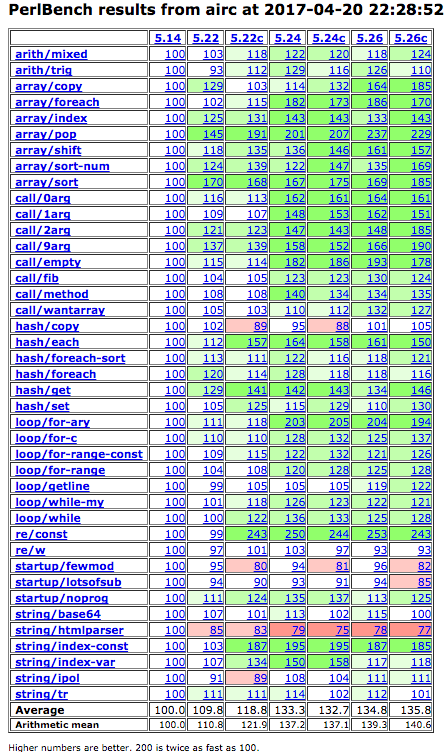 PerlBench results from airc at 2017-04-20 22:28:52
5.14 5.22 5.22c 5.24 5.24c 5.26 5.26c
arith/mixed 100 103 118 122 120 118 124
arith/trig 100 93 112 129 116 126 110
array/copy 100 129 103 114 132 164 185
array/foreach 100 102 115 182 173 186 170
array/index 100 125 131 143 143 133 143
array/pop 100 145 191 201 207 237 229
array/shift 100 118 135 136 146 161 157
array/sort-num 100 124 139 122 147 135 169
array/sort 100 170 168 167 175 169 185
call/0arg 100 116 113 162 161 164 161
call/1arg 100 109 107 148 153 162 151
call/2arg 100 121 123 147 143 148 185
call/9arg 100 137 139 158 152 166 190
call/empty 100 115 114 182 186 193 178
call/fib 100 104 105 123 123 130 124
call/method 100 108 108 140 134 134 135
call/wantarray 100 105 103 110 112 132 127
hash/copy 100 102 89 95 88 101 105
hash/each 100 112 157 164 158 161 150
hash/foreach-sort 100 113 111 122 116 118 121
hash/foreach 100 120 114 128 118 118 116
hash/get 100 129 141 142 143 134 146
hash/set 100 105 125 115 129 110 130
loop/for-ary 100 111 118 203 205 204 194
loop/for-c 100 110 110 128 132 125 137
loop/for-range-const 100 109 115 122 132 121 126
loop/for-range 100 104 108 120 128 125 128
loop/getline 100 99 105 105 105 119 122
loop/while-my 100 101 118 126 123 122 121
loop/while 100 100 122 136 133 125 128
re/const 100 99 243 250 244 253 243
re/w 100 97 101 103 97 93 93
startup/fewmod 100 95 80 94 81 96 82
startup/lotsofsub 100 94 90 93 91 94 85
startup/noprog 100 111 124 135 137 113 125
string/base64 100 107 101 113 102 115 100
string/htmlparser 100 85 83 79 75 78 77
string/index-const 100 103 187 195 195 187 185
string/index-var 100 107 134 150 158 117 118
string/ipol 100 91 89 108 104 111 111
string/tr 100 111 111 114 102 112 101
Average 100.0 109.8 118.8 133.3 132.7 134.8 135.8
Arithmetic mean 100.0 110.8 121.9 137.2 137.1 139.3 140.6
Higher numbers are better. 200 is twice as fast as 100.